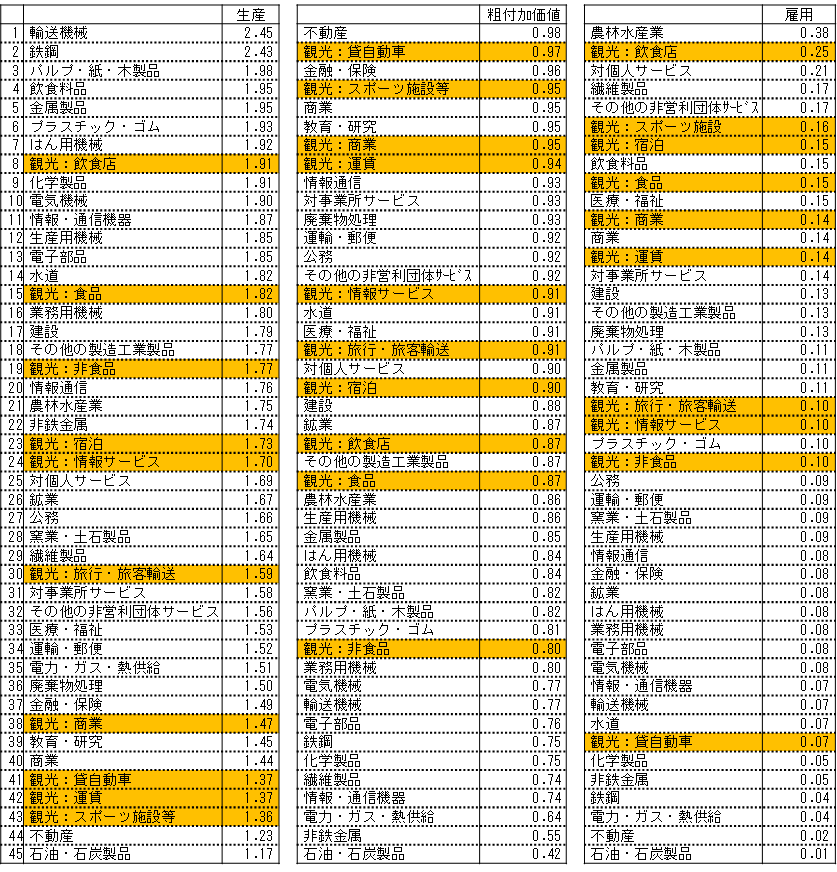 生産 粗付加価値 雇用
1 輸送機械 2.45 不動産 0.98 農林水産業 0.38
2 鉄鋼 2.43 観光：貸自動車 0.97 観光：飲食店 0.25
3 パルプ・紙・木製品 1.98 金融・保険 0.96 対個人サービス 0.21
4 飲食料品 1.95 観光：スポーツ施設等 0.95 繊維製品 0.17
5 金属製品 1.95 商業 0.95 その他の非営利団体ｻｰﾋﾞｽ 0.17
6 プラスチック・ゴム 1.93 教育・研究 0.95 観光：スポーツ施設 0.16
7 はん用機械 1.92 観光：商業 0.95 観光：宿泊 0.15
8 観光：飲食店 1.91 観光：運賃 0.94 飲食料品 0.15
9 化学製品 1.91 情報通信 0.93 観光：食品 0.15
10 電気機械 1.90 対事業所サービス 0.93 医療・福祉 0.15
11 情報・通信機器 1.87 廃棄物処理 0.93 観光：商業 0.14
12 生産用機械 1.85 運輸・郵便 0.92 商業 0.14
13 電子部品 1.85 公務 0.92 観光：運賃 0.14
14 水道 1.82 その他の非営利団体ｻｰﾋﾞｽ 0.92 対事業所サービス 0.14
15 観光：食品 1.82 観光：情報サービス 0.91 建設 0.13
16 業務用機械 1.80 水道 0.91 その他の製造工業製品 0.13
17 建設 1.79 医療・福祉 0.91 廃棄物処理 0.13
18 その他の製造工業製品 1.77 観光：旅行・旅客輸送 0.91 パルプ・紙・木製品 0.11
19 観光：非食品 1.77 対個人サービス 0.90 金属製品 0.11
20 情報通信 1.76 観光：宿泊 0.90 教育・研究 0.11
21 農林水産業 1.75 建設 0.88 観光：旅行・旅客輸送 0.10
22 非鉄金属 1.74 鉱業 0.87 観光：情報サービス 0.10
23 観光：宿泊 1.73 観光：飲食店 0.87 プラスチック・ゴム 0.10
24 観光：情報サービス 1.70 その他の製造工業製品 0.87 観光：非食品 0.10
25 対個人サービス 1.69 観光：食品 0.87 公務 0.09
26 鉱業 1.67 農林水産業 0.86 運輸・郵便 0.09
27 公務 1.66 生産用機械 0.86 窯業・土石製品 0.09
28 窯業・土石製品 1.65 金属製品 0.85 生産用機械 0.09
29 繊維製品 1.64 はん用機械 0.84 情報通信 0.08
30 観光：旅行・旅客輸送 1.59 飲食料品 0.84 金融・保険 0.08
31 対事業所サービス 1.58 窯業・土石製品 0.82 鉱業 0.08
32 その他の非営利団体サービス 1.56 パルプ・紙・木製品 0.82 はん用機械 0.08
33 医療・福祉 1.53 プラスチック・ゴム 0.81 業務用機械 0.08
34 運輸・郵便 1.52 観光：非食品 0.80 電子部品 0.08
35 電力・ガス・熱供給 1.51 業務用機械 0.80 電気機械 0.08
36 廃棄物処理 1.50 電気機械 0.77 情報・通信機器 0.07
37 金融・保険 1.49 輸送機械 0.77 輸送機械 0.07
38 観光：商業 1.47 電子部品 0.76 水道 0.07
39 教育・研究 1.45 鉄鋼 0.75 観光：貸自動車 0.07
40 商業 1.44 化学製品 0.75 化学製品 0.05
41 観光：貸自動車 1.37 繊維製品 0.74 非鉄金属 0.05
42 観光：運賃 1.37 情報・通信機器 0.74 鉄鋼 0.04
43 観光：スポーツ施設等 1.36 電力・ガス・熱供給 0.64 電力・ガス・熱供給 0.04
44 不動産 1.23 非鉄金属 0.55 不動産 0.02
45 石油・石炭製品 1.17 石油・石炭製品 0.42 石油・石炭製品 0.01